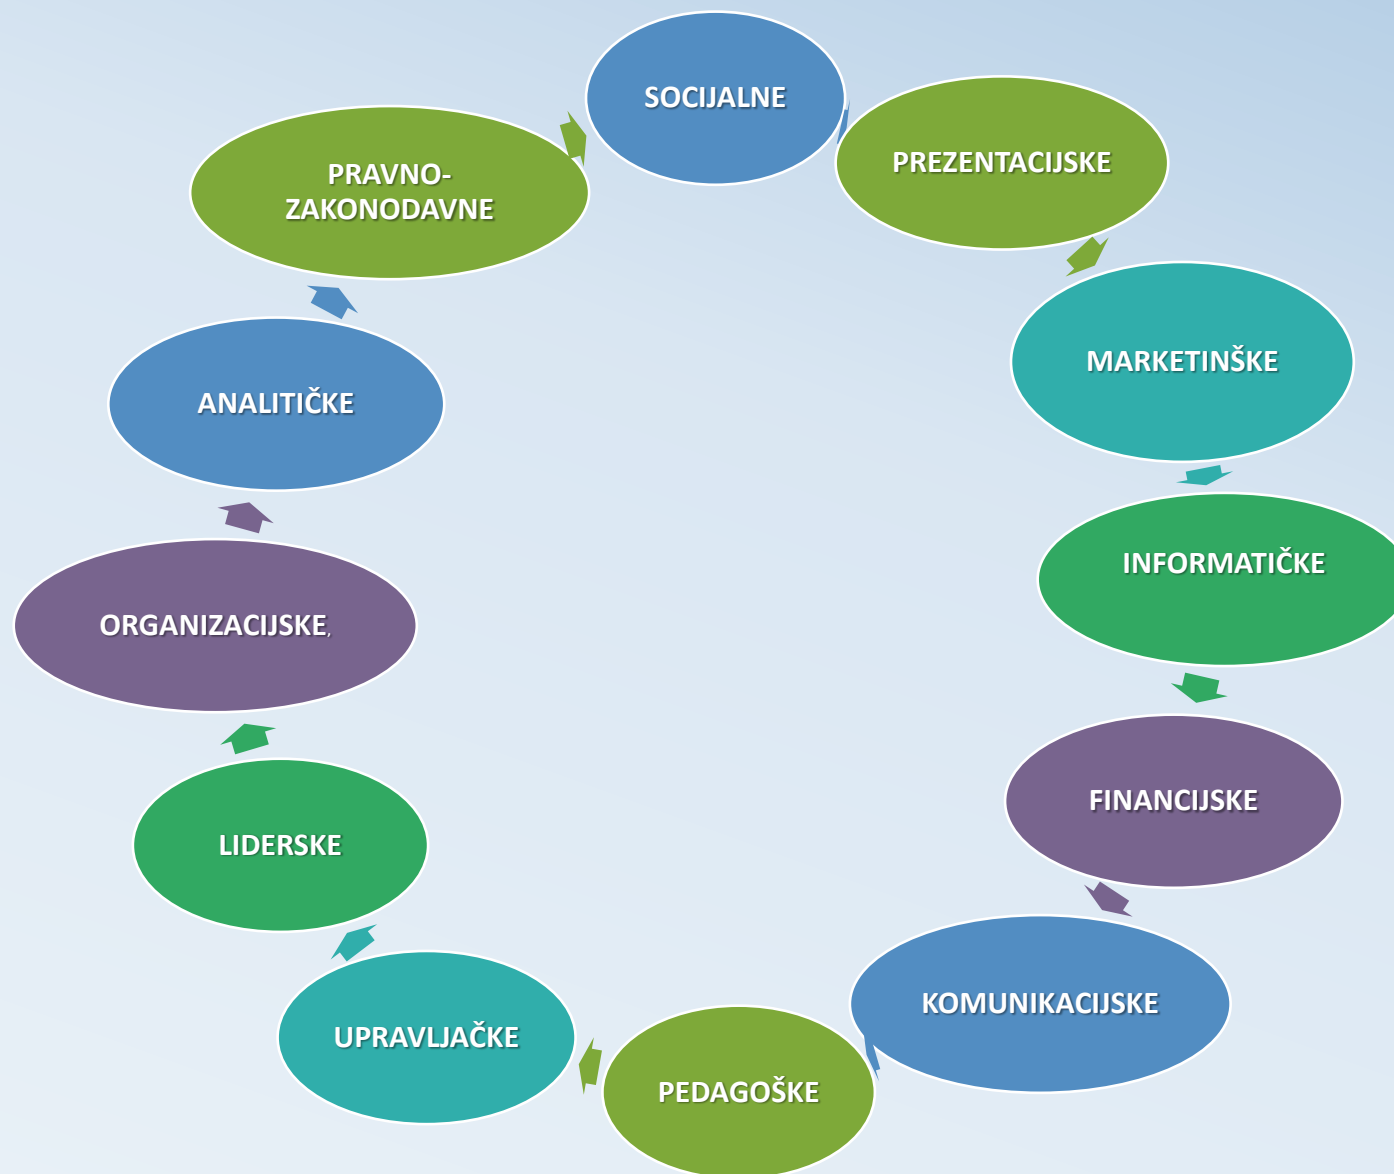 SOCIJALNE
PREZENTACIJSKE
MARKETINŠKE
INFORMATIČKE
FINANCIJSKE
KOMUNIKACIJSKE
PEDAGOŠKE
UPRAVLJAČKE
LIDERSKE
ORGANIZACIJSKE,
ANALITIČKE
PRAVNO-
ZAKONODAVNE